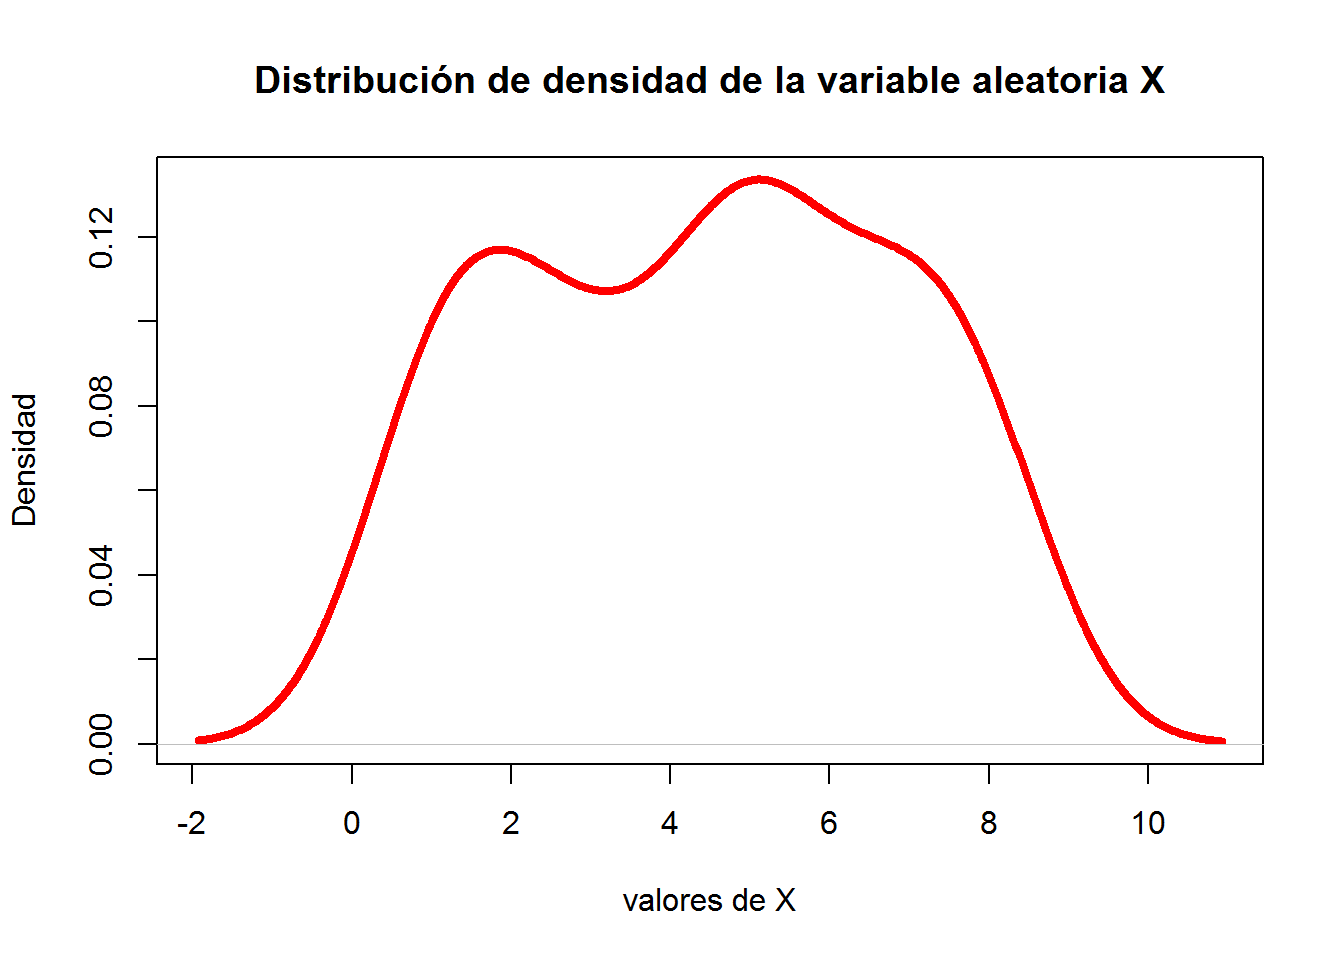 Distribución de densidad de la variable aleatoria X
Densidad
0.12
0.08
0.04
0.00
-2 0 2 4 6 8 10
valores de X